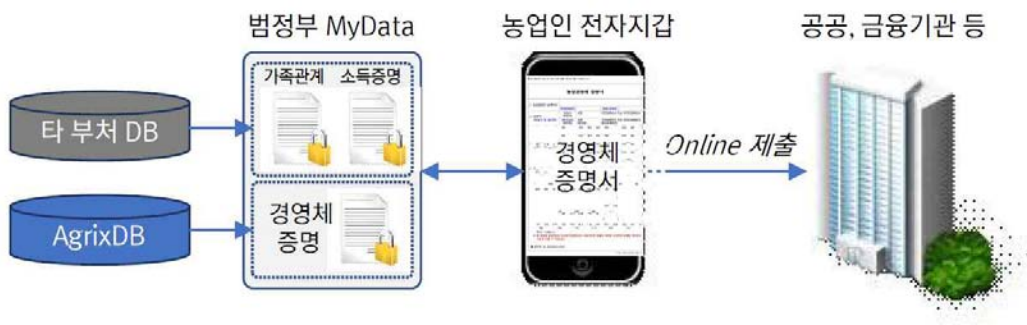 범정부 MyData
농업인 전자지갑
공공, 금융기관 등
가족관계 소득증명
타 부처 DB
AgrixDB
경영체
증명
경영체
증명서
Online 제출